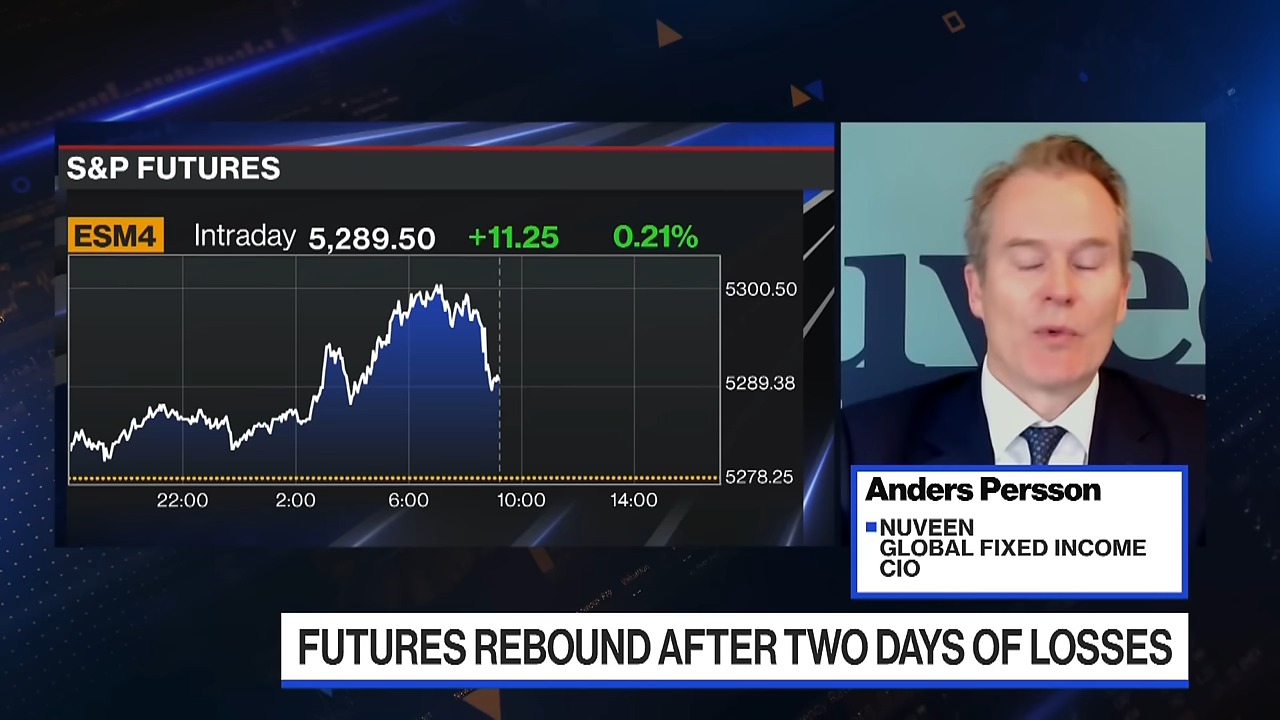 S&P FUTURES
ESM4 Intraday 5,289.50 +11.25 0.21%
5300.50
5289.38
5278.25
22:00 2:00 6:00 10:00 14:00
uvee
Anders Persson
NUVEEN
GLOBAL FIXED INCOME
CIO
FUTURES REBOUND AFTER TWO DAYS OF LOSSES